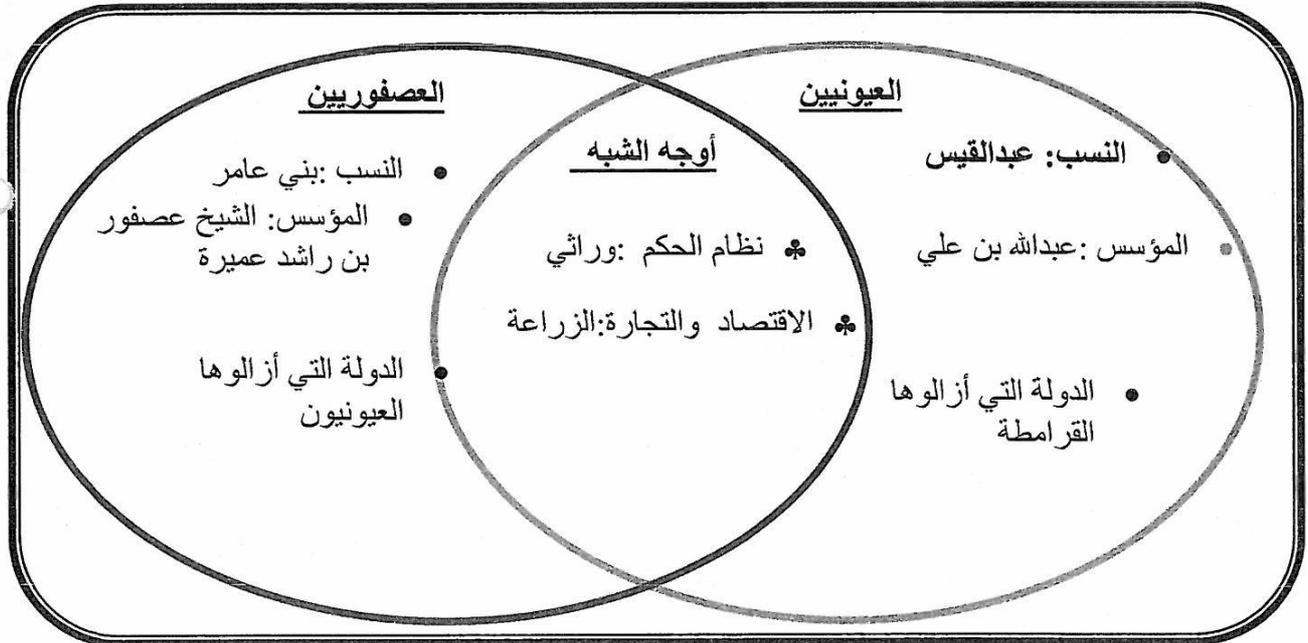 العيونيين
النسب: عبدالقيس
المؤسس :عبدالله بن علي
الدولة التي أزالوها
القرامطة
أوجه الشبه
نظام الحكم :وراثي
الاقتصاد والتجارة:الزراعة
العصفوريين
النسب :بني عامر
المؤسس: الشيخ عصفور
بن راشد عميرة
الدولة التي أزالوها
العيونيون